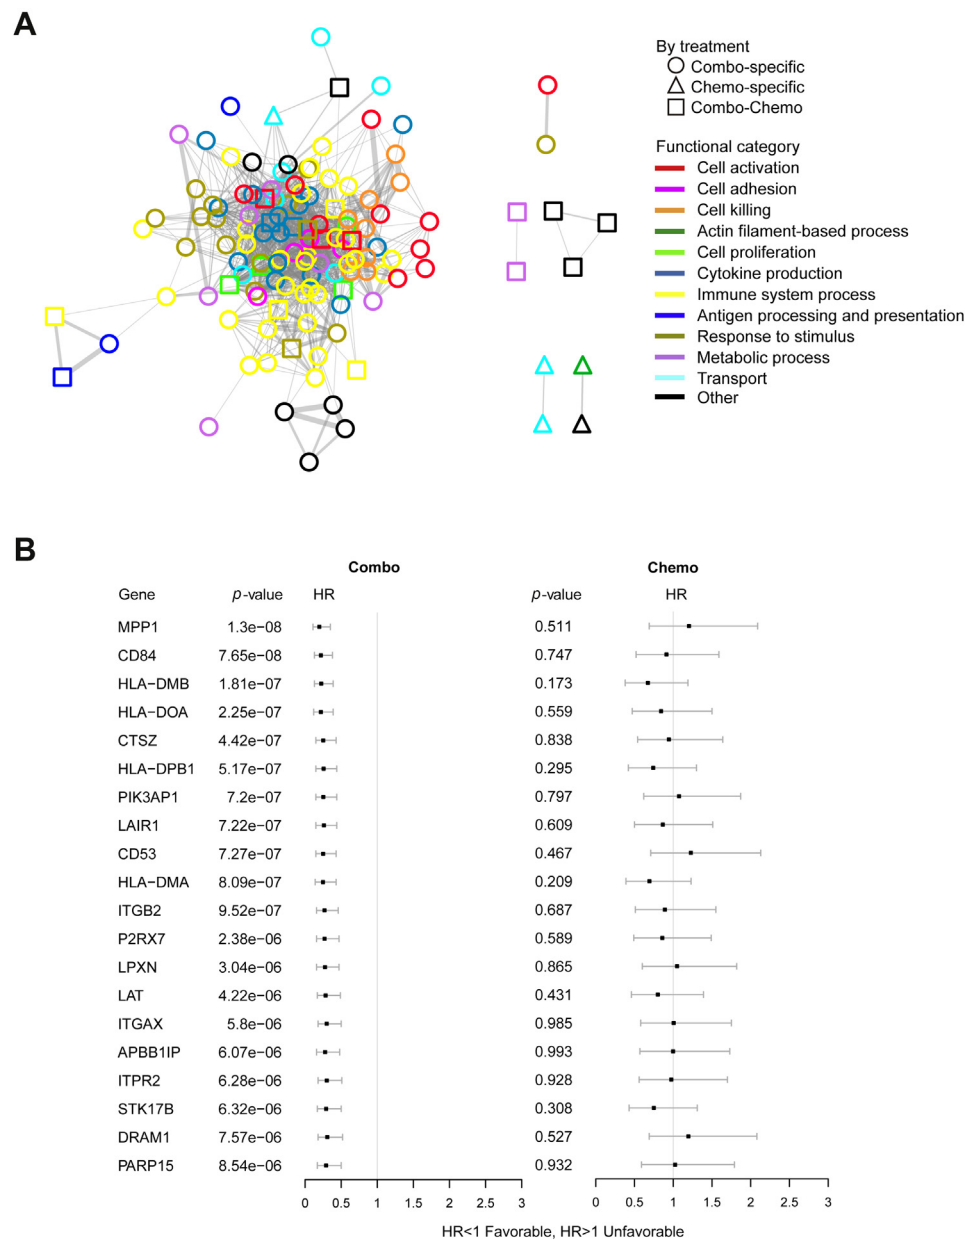 A
By treatment
Combo-specific
Chemo-specific
Combo-Chemo
Functional category
Cell activation
Cell adhesion
Cell killing
Actin filament-based process
Cell proliferation
Cytokine production
Immune system process
Antigen processing and presentation
Response to stimulus
Metabolic process
Transport
Other
B
Combo Chemo
Gene p-value HR p-value HR
MPP1 1.3e−08 0.511
CD84 7.65e−08 0.747
HLA−DMB 1.81e−07 0.173
HLA−DOA 2.25e−07 0.559
CTSZ 4.42e−07 0.838
HLA−DPB1 5.17e−07 0.295
PIK3AP1 7.2e−07 0.797
LAIR1 7.22e−07 0.609
CD53 7.27e−07 0.467
HLA−DMA 8.09e−07 0.209
ITGB2 9.52e−07 0.687
P2RX7 2.38e−06 0.589
LPXN 3.04e−06 0.865
LAT 4.22e−06 0.431
ITGAX 5.8e−06 0.985
APBB1IP 6.07e−06 0.993
ITPR2 6.28e−06 0.928
STK17B 6.32e−06 0.308
DRAM1 7.57e−06 0.527
PARP15 8.54e−06 0.932
0 0.5 1 1.5 2 2.5 3 0 0.5 1 1.5 2 2.5 3
HR<1 Favorable, HR>1 Unfavorable